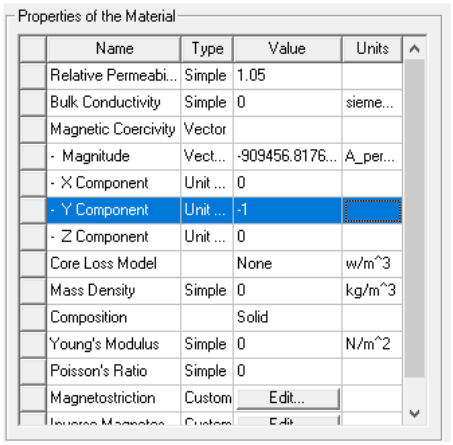 Properties of the Material
Name Type Value Units
Relative Permeabi... Simple 1.05
Bulk Conductivity Simple 0 sieme...
Magnetic Coercivity Vector
- Magnitude Vect... -909456.8176... A_per...
- X Component Unit ... 0
- Y Component Unit ... -1
- Z Component Unit ... 0
Core Loss Model None w/m^3
Mass Density Simple 0 kg/m^3
Composition Solid
Young's Modulus Simple 0 N/m^2
Poisson's Ratio Simple 0
Magnetostriction Custom Edit...
Inverse Magnetos... Custom Edit...